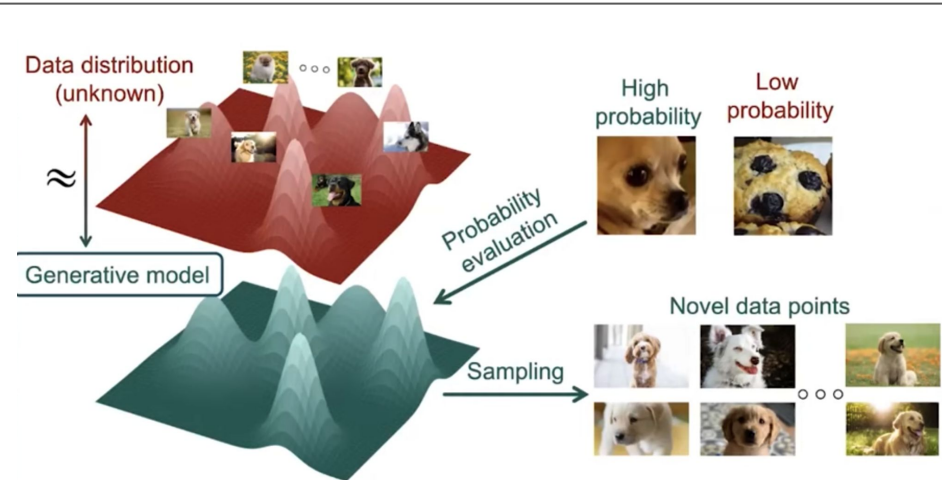 Data distribution
(unknown)
≈
Generative model
High
probability
Low
probability
Probability
evaluation
Novel data points
Sampling